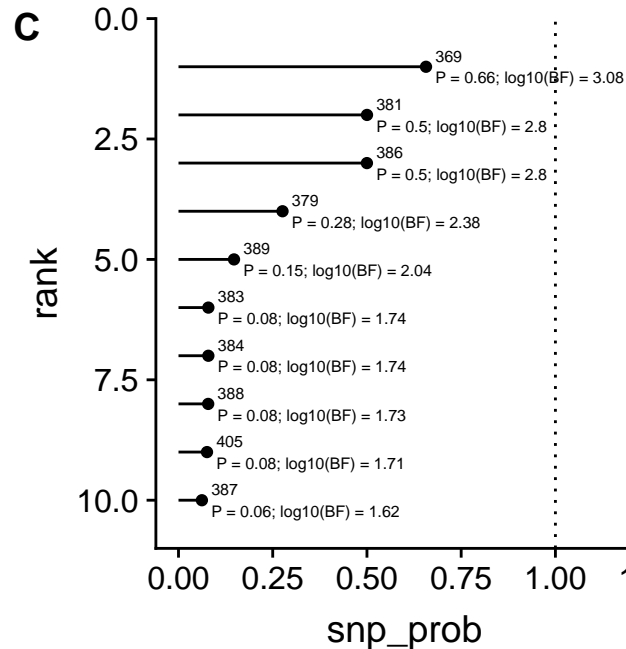 C
0.0
369
P = 0.66; log10(BF) = 3.08
381
P = 0.5; log10(BF) = 2.8
2.5
386
P = 0.5; log10(BF) = 2.8
379
P = 0.28; log10(BF) = 2.38
389
5.0
P = 0.15; log10(BF) = 2.04
rank
383
P = 0.08; log10(BF) = 1.74
384
P = 0.08; log10(BF) = 1.74
7.5
388
P = 0.08; log10(BF) = 1.73
405
P = 0.08; log10(BF) = 1.71
387
10.0
P = 0.06; log10(BF) = 1.62
0.00 0.25 0.50 0.75 1.00
snp_prob